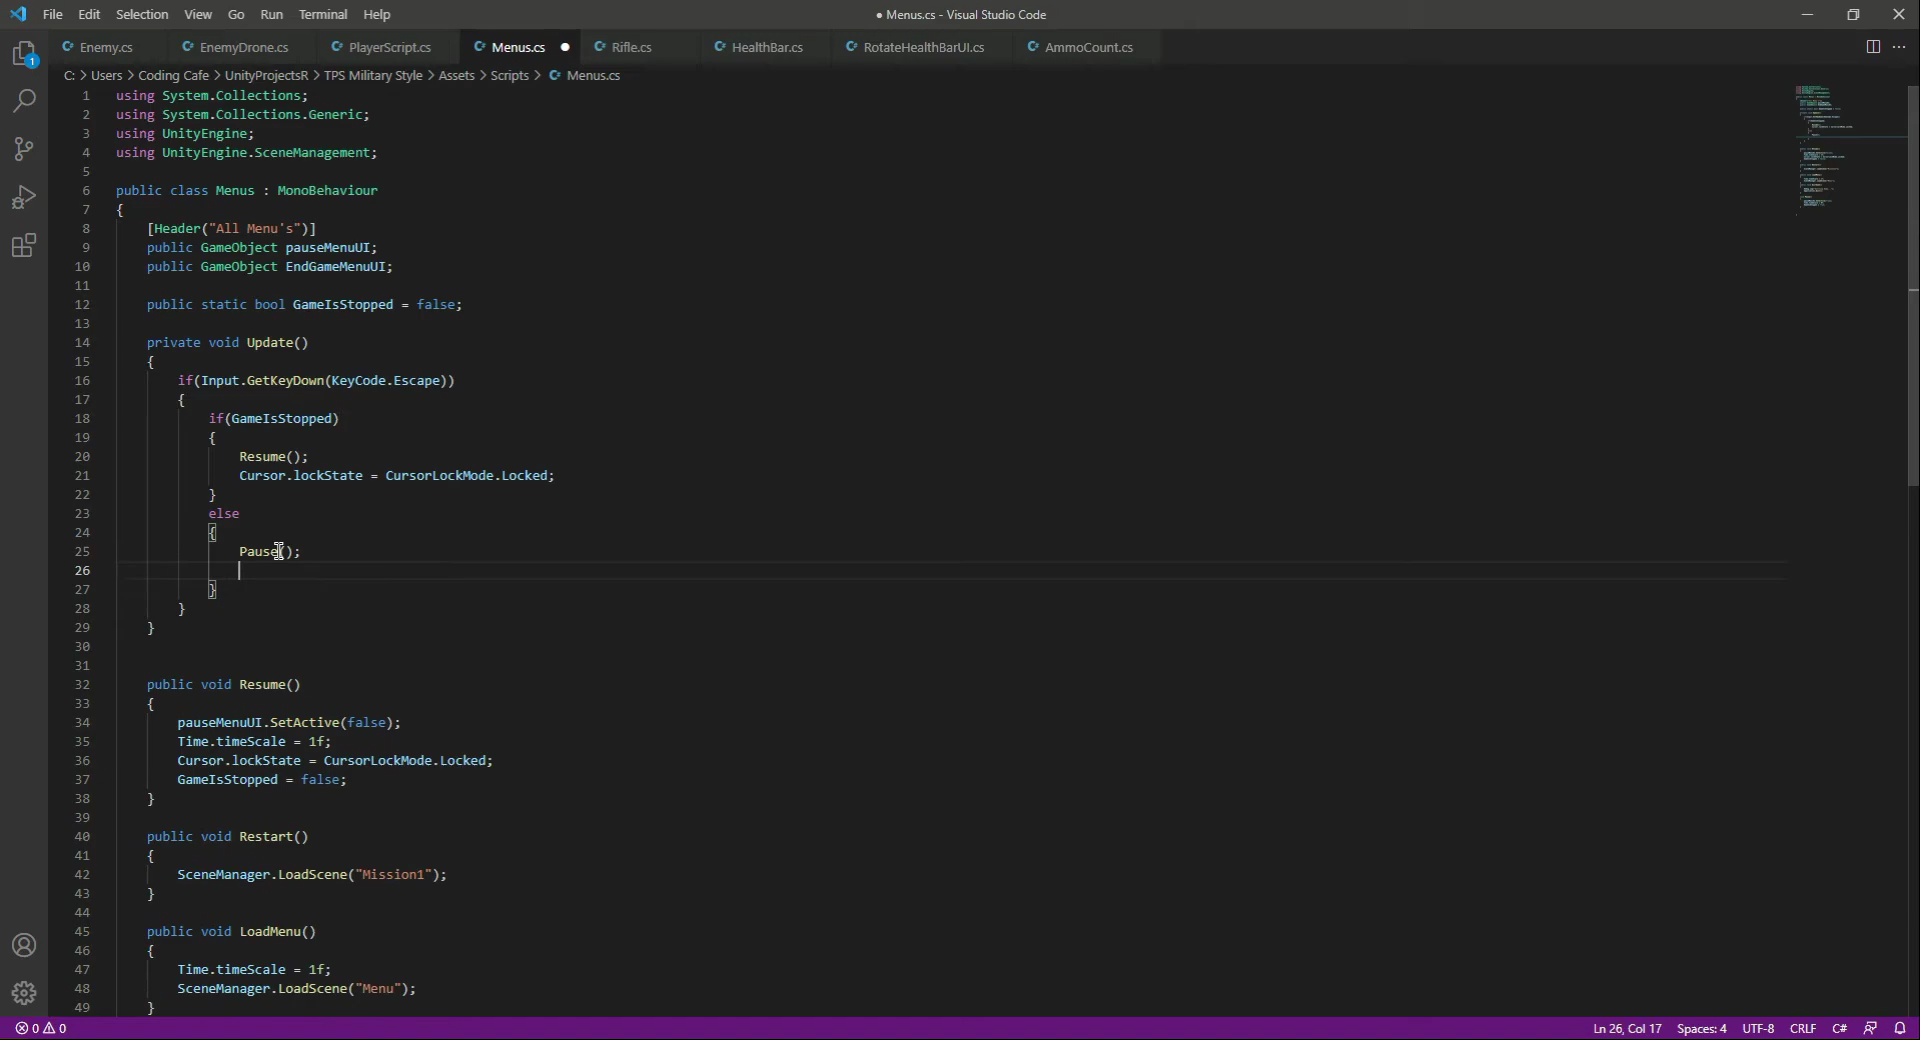 File Edit Selection View Go Run Terminal Help ● Menus.cs - Visual Studio Code
Enemy.cs EnemyDrone.cs PlayerScript.cs Menus.cs Rifle.cs HealthBar.cs RotateHealthBarUI.cs AmmoCount.cs
C: > Users > Coding Cafe > UnityProjectsR > TPS Military Style > Assets > Scripts > Menus.cs
1 using System.Collections;
2 using System.Collections.Generic;
3 using UnityEngine;
4 using UnityEngine.SceneManagement;
5
6 public class Menus : MonoBehaviour
7 {
8 [Header("All Menu's")]
9 public GameObject pauseMenuUI;
10 public GameObject EndGameMenuUI;
11
12 public static bool GameIsStopped = false;
13
14 private void Update()
15 {
16 if(Input.GetKeyDown(KeyCode.Escape))
17 {
18 if(GameIsStopped)
19 {
20 Resume();
21 Cursor.lockState = CursorLockMode.Locked;
22 }
23 else
24 {
25 Pause();
26
27 }
28 }
29 }
30
31
32 public void Resume()
33 {
34 pauseMenuUI.SetActive(false);
35 Time.timeScale = 1f;
36 Cursor.lockState = CursorLockMode.Locked;
37 GameIsStopped = false;
38 }
39
40 public void Restart()
41 {
42 SceneManager.LoadScene("Mission1");
43 }
44
45 public void LoadMenu()
46 {
47 Time.timeScale = 1f;
48 SceneManager.LoadScene("Menu");
49 }
0 0 Ln 26, Col 17 Spaces: 4 UTF-8 CRLF C#